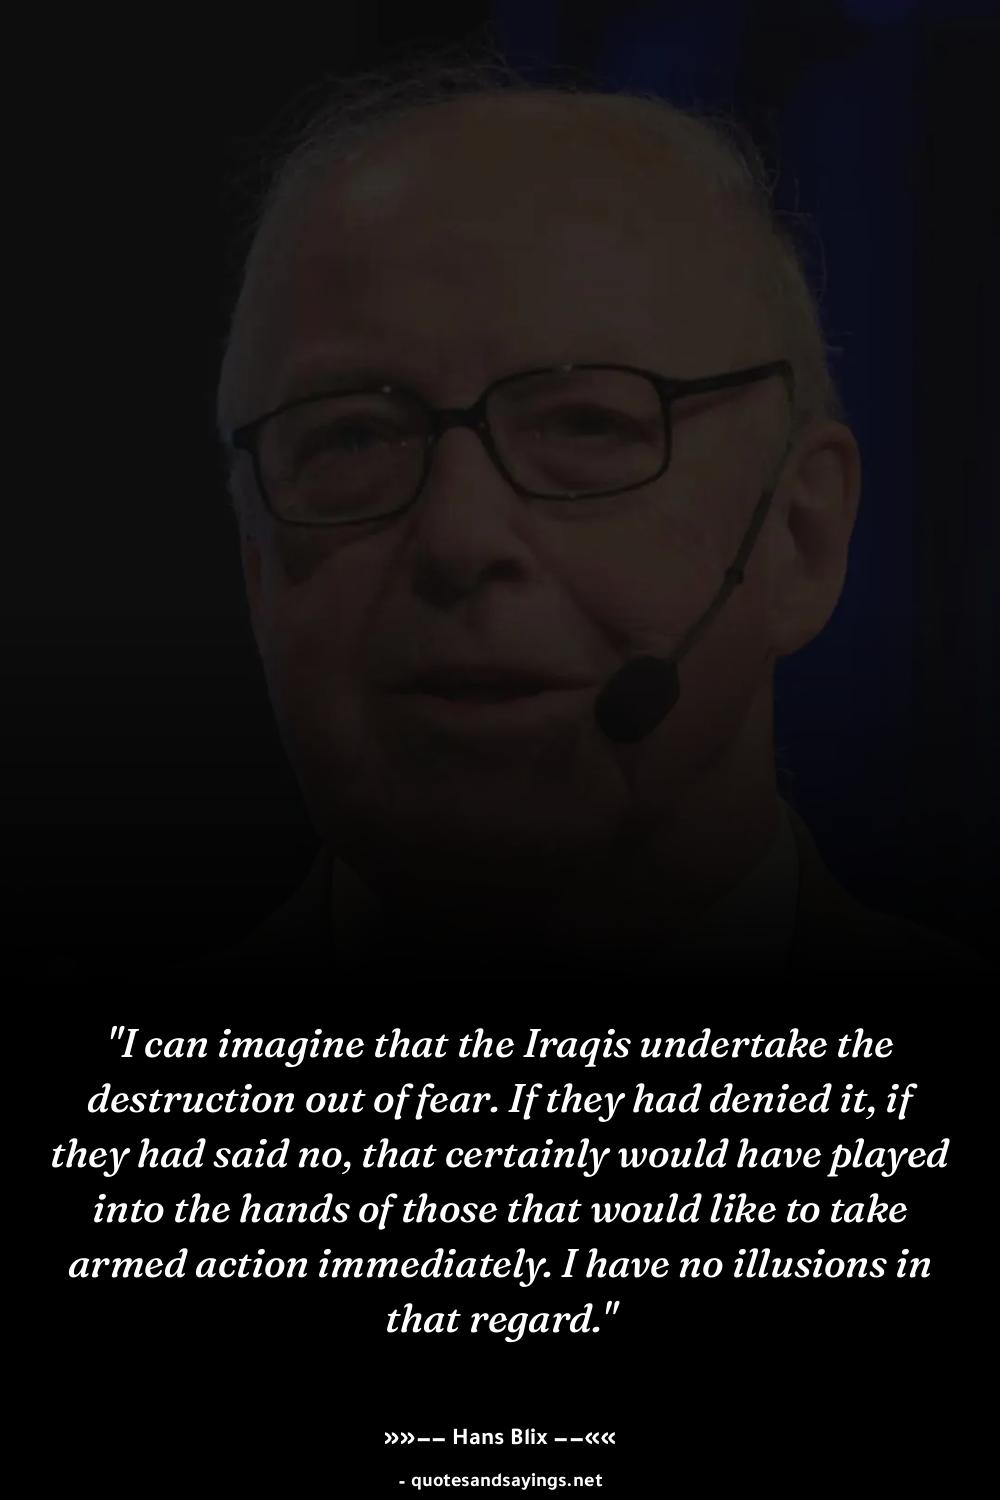 "I can imagine that the Iraqis undertake the
destruction out of fear. If they had denied it, if
they had said no, that certainly would have played
into the hands of those that would like to take
armed action immediately. I have no illusions in
that regard."
»»−− Hans Blix −−««
- quotesandsayings.net